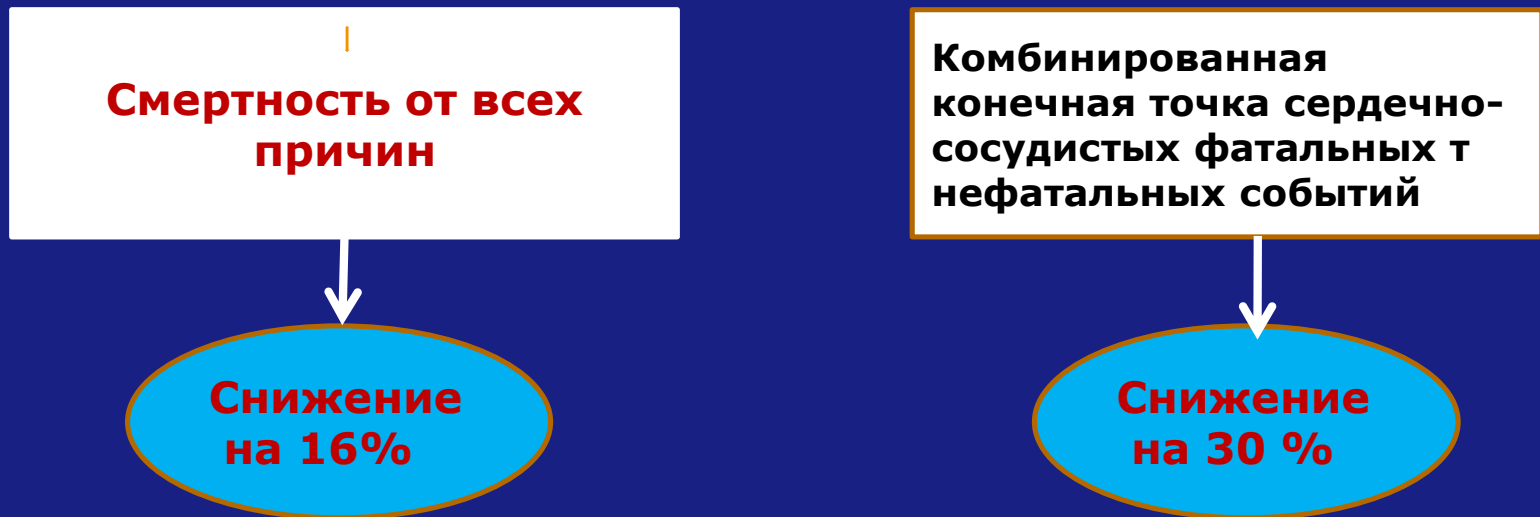 Смертность от всех
причин
Комбинированная
конечная точка сердечно-
сосудистых фатальных т
нефатальных событий
Снижение
на 16%
Снижение
на 30 %